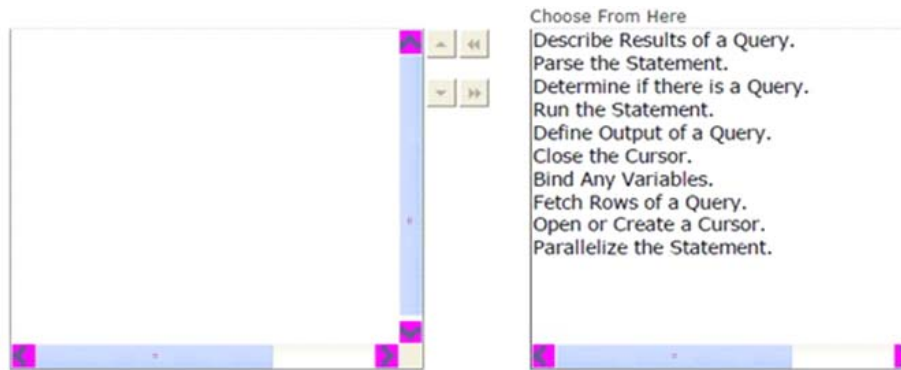 Choose From Here
Describe Results of a Query.
Parse the Statement.
Determine if there is a Query.
Run the Statement.
Define Output of a Query.
Close the Cursor.
Bind Any Variables.
Fetch Rows of a Query.
Open or Create a Cursor.
Parallelize the Statement.